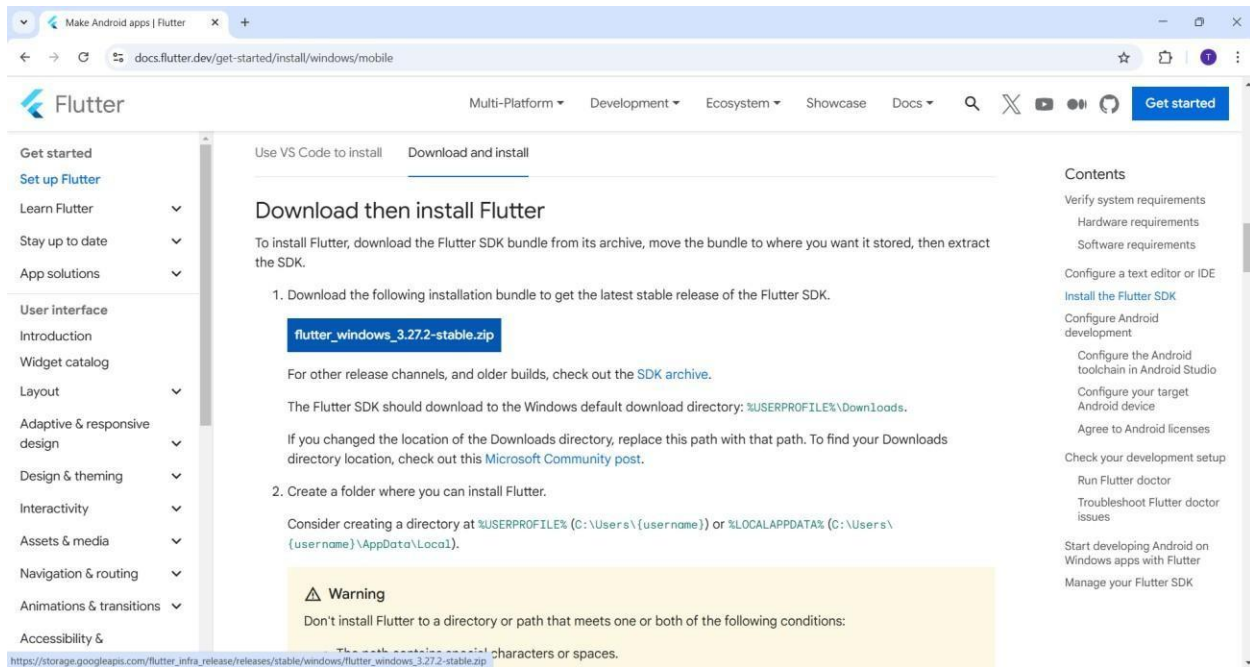 Make Android apps | Flutter
docs.flutter.dev/get-started/install/windows/mobile
T
Flutter
Multi-Platform
Development
Ecosystem
Showcase
Docs
Get started
Get started
Set up Flutter
Learn Flutter
Stay up to date
App solutions
User interface
Introduction
Widget catalog
Layout
Adaptive & responsive
design
Design & theming
Interactivity
Assets & media
Navigation & routing
Animations & transitions
Accessibility &
Use VS Code to install
Download and install
Download then install Flutter
To install Flutter, download the Flutter SDK bundle from its archive, move the bundle to where you want it stored, then extract
the SDK.
1. Download the following installation bundle to get the latest stable release of the Flutter SDK.
flutter_windows_3.27.2-stable.zip
For other release channels, and older builds, check out the SDK archive.
The Flutter SDK should download to the Windows default download directory: %USERPROFILE%\Downloads.
If you changed the location of the Downloads directory, replace this path with that path. To find your Downloads
directory location, check out this Microsoft Community post.
2. Create a folder where you can install Flutter.
Consider creating a directory at %USERPROFILE% (C:\Users\{username}) or %LOCALAPPDATA% (C:\Users\
{username}\AppData\Local).
Warning
Don't install Flutter to a directory or path that meets one or both of the following conditions:
The path contains special characters or spaces.
Contents
Verify system requirements
Hardware requirements
Software requirements
Configure a text editor or IDE
Install the Flutter SDK
Configure Android
development
Configure the Android
toolchain in Android Studio
Configure your target
Android device
Agree to Android licenses
Check your development setup
Run Flutter doctor
Troubleshoot Flutter doctor
issues
Start developing Android on
Windows apps with Flutter
Manage your Flutter SDK
https://storage.googleapis.com/flutter_infra_release/releases/stable/windows/flutter_windows_3.27.2-stable.zip